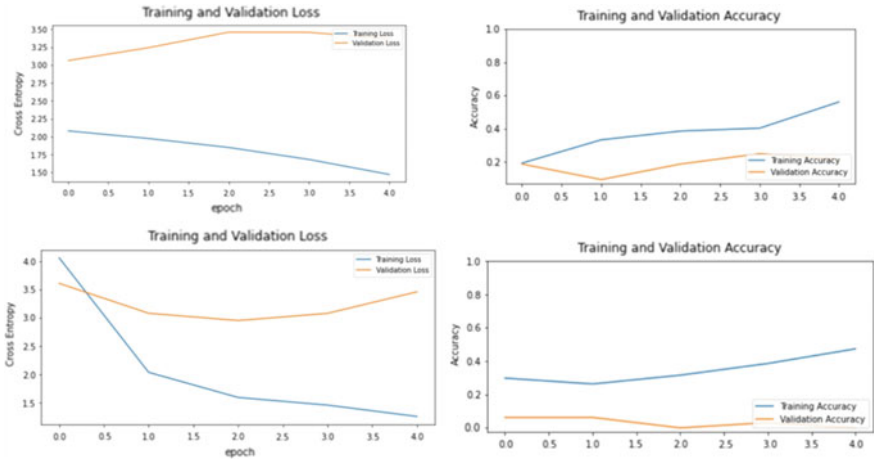 Training and Validation Loss
3.50
3.25
3.00
2.75
2.50
2.25
2.00
1.75
1.50
Cross Entropy
Training Loss
Validation Loss
0.0 0.5 1.0 1.5 2.0 2.5 3.0 3.5 4.0
epoch
Training and Validation Accuracy
1.0
0.8
0.6
0.4
0.2
Accuracy
Training Accuracy
Validation Accuracy
0.0 0.5 1.0 1.5 2.0 2.5 3.0 3.5 4.0
Training and Validation Loss
4.0
3.5
3.0
2.5
2.0
1.5
Cross Entropy
Training Loss
Validation Loss
0.0 0.5 1.0 1.5 2.0 2.5 3.0 3.5 4.0
epoch
Training and Validation Accuracy
1.0
0.8
0.6
0.4
0.2
0.0
Accuracy
Training Accuracy
Validation Accuracy
0.0 0.5 1.0 1.5 2.0 2.5 3.0 3.5 4.0